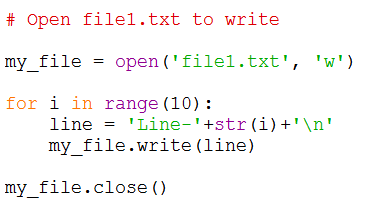 # Open file1.txt to write
my_file = open('file1.txt', 'w')
for i in range(10):
    line = 'Line-'+str(i)+'\n'
    my_file.write(line)
my_file.close()